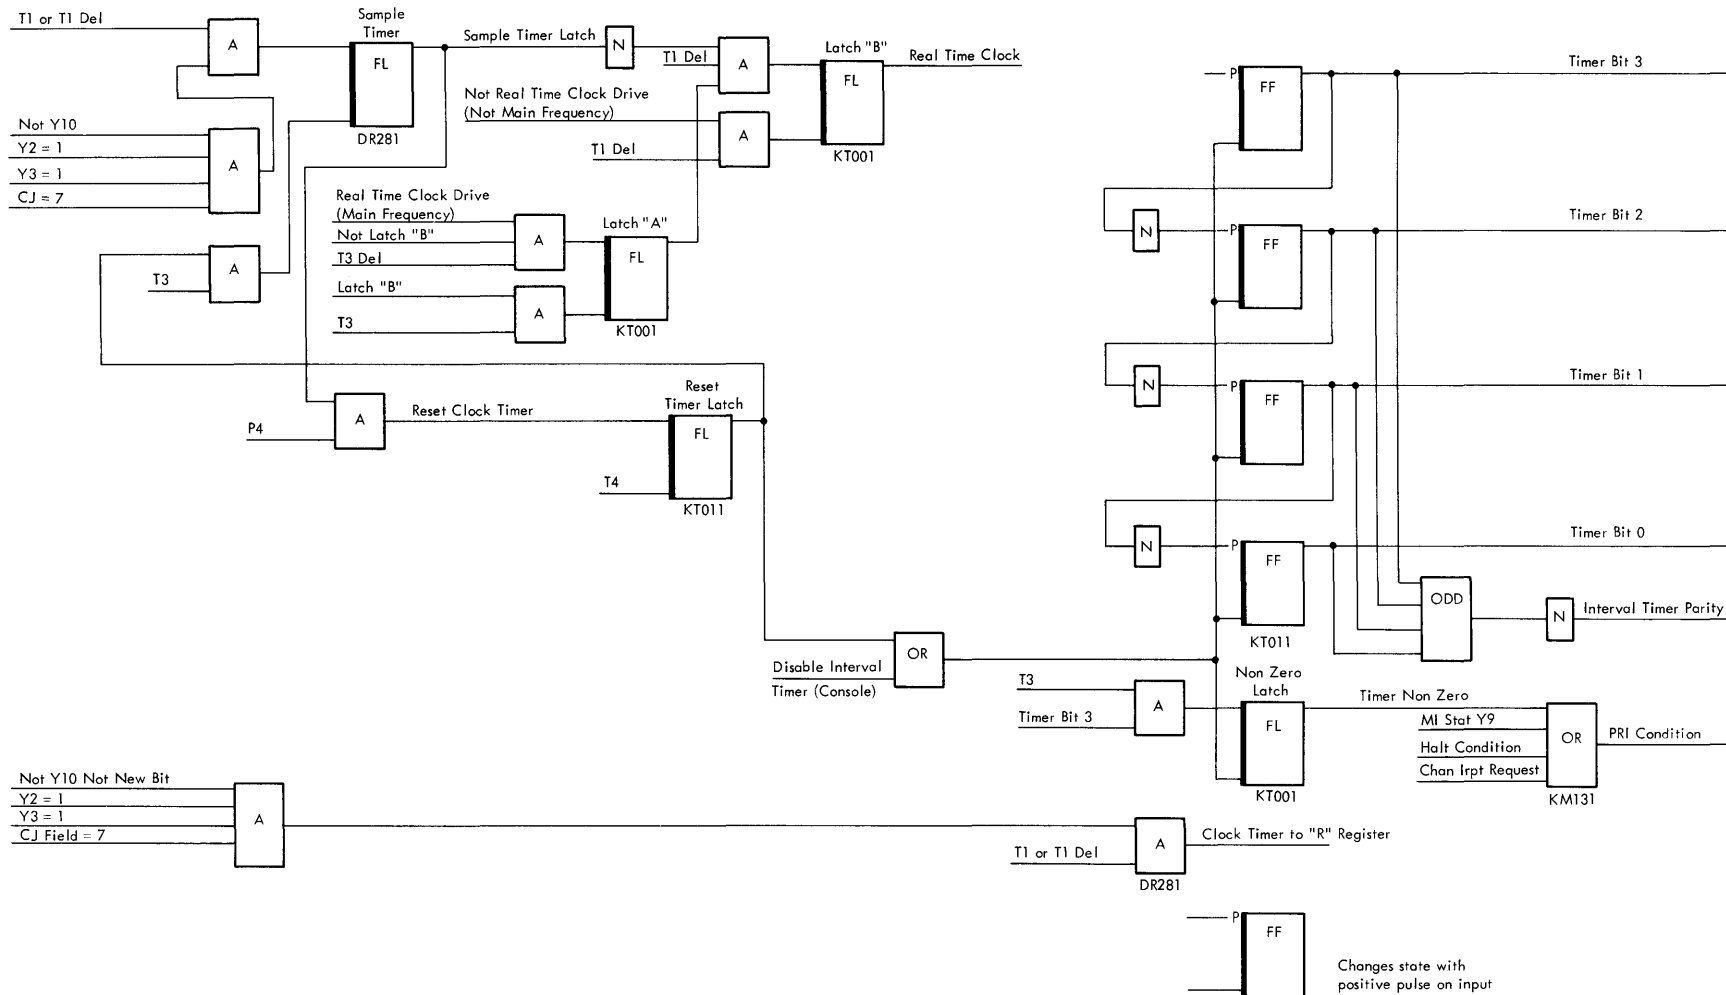 T1 or T1 Del
A
Sample
Timer
FL
DR281
Sample Timer Latch
N
T1 Del
A
Latch "B"
FL
KT001
Real Time Clock
Not Real Time Clock Drive
(Not Main Frequency)
A
T1 Del
Not Y10
Y2 = 1
Y3 = 1
CJ = 7
A
Real Time Clock Drive
(Main Frequency)
Not Latch "B"
T3 Del
A
Latch "A"
FL
KT001
Latch "B"
T3
A
A
T3
P4
A
Reset Clock Timer
Reset
Timer Latch
FL
T4
KT011
P
FF
Timer Bit 3
N
P
FF
Timer Bit 2
N
P
FF
Timer Bit 1
N
P
FF
KT011
Timer Bit 0
ODD
N
Interval Timer Parity
Disable Interval
Timer (Console)
OR
T3
Timer Bit 3
A
Non Zero
Latch
FL
KT001
Timer Non Zero
MI Stat Y9
Halt Condition
Chan Irpt Request
OR
KM131
PRI Condition
Not Y10 Not New Bit
Y2 = 1
Y3 = 1
CJ Field = 7
A
T1 or T1 Del
A
DR281
Clock Timer to "R" Register
P
FF
Changes state with
positive pulse on input